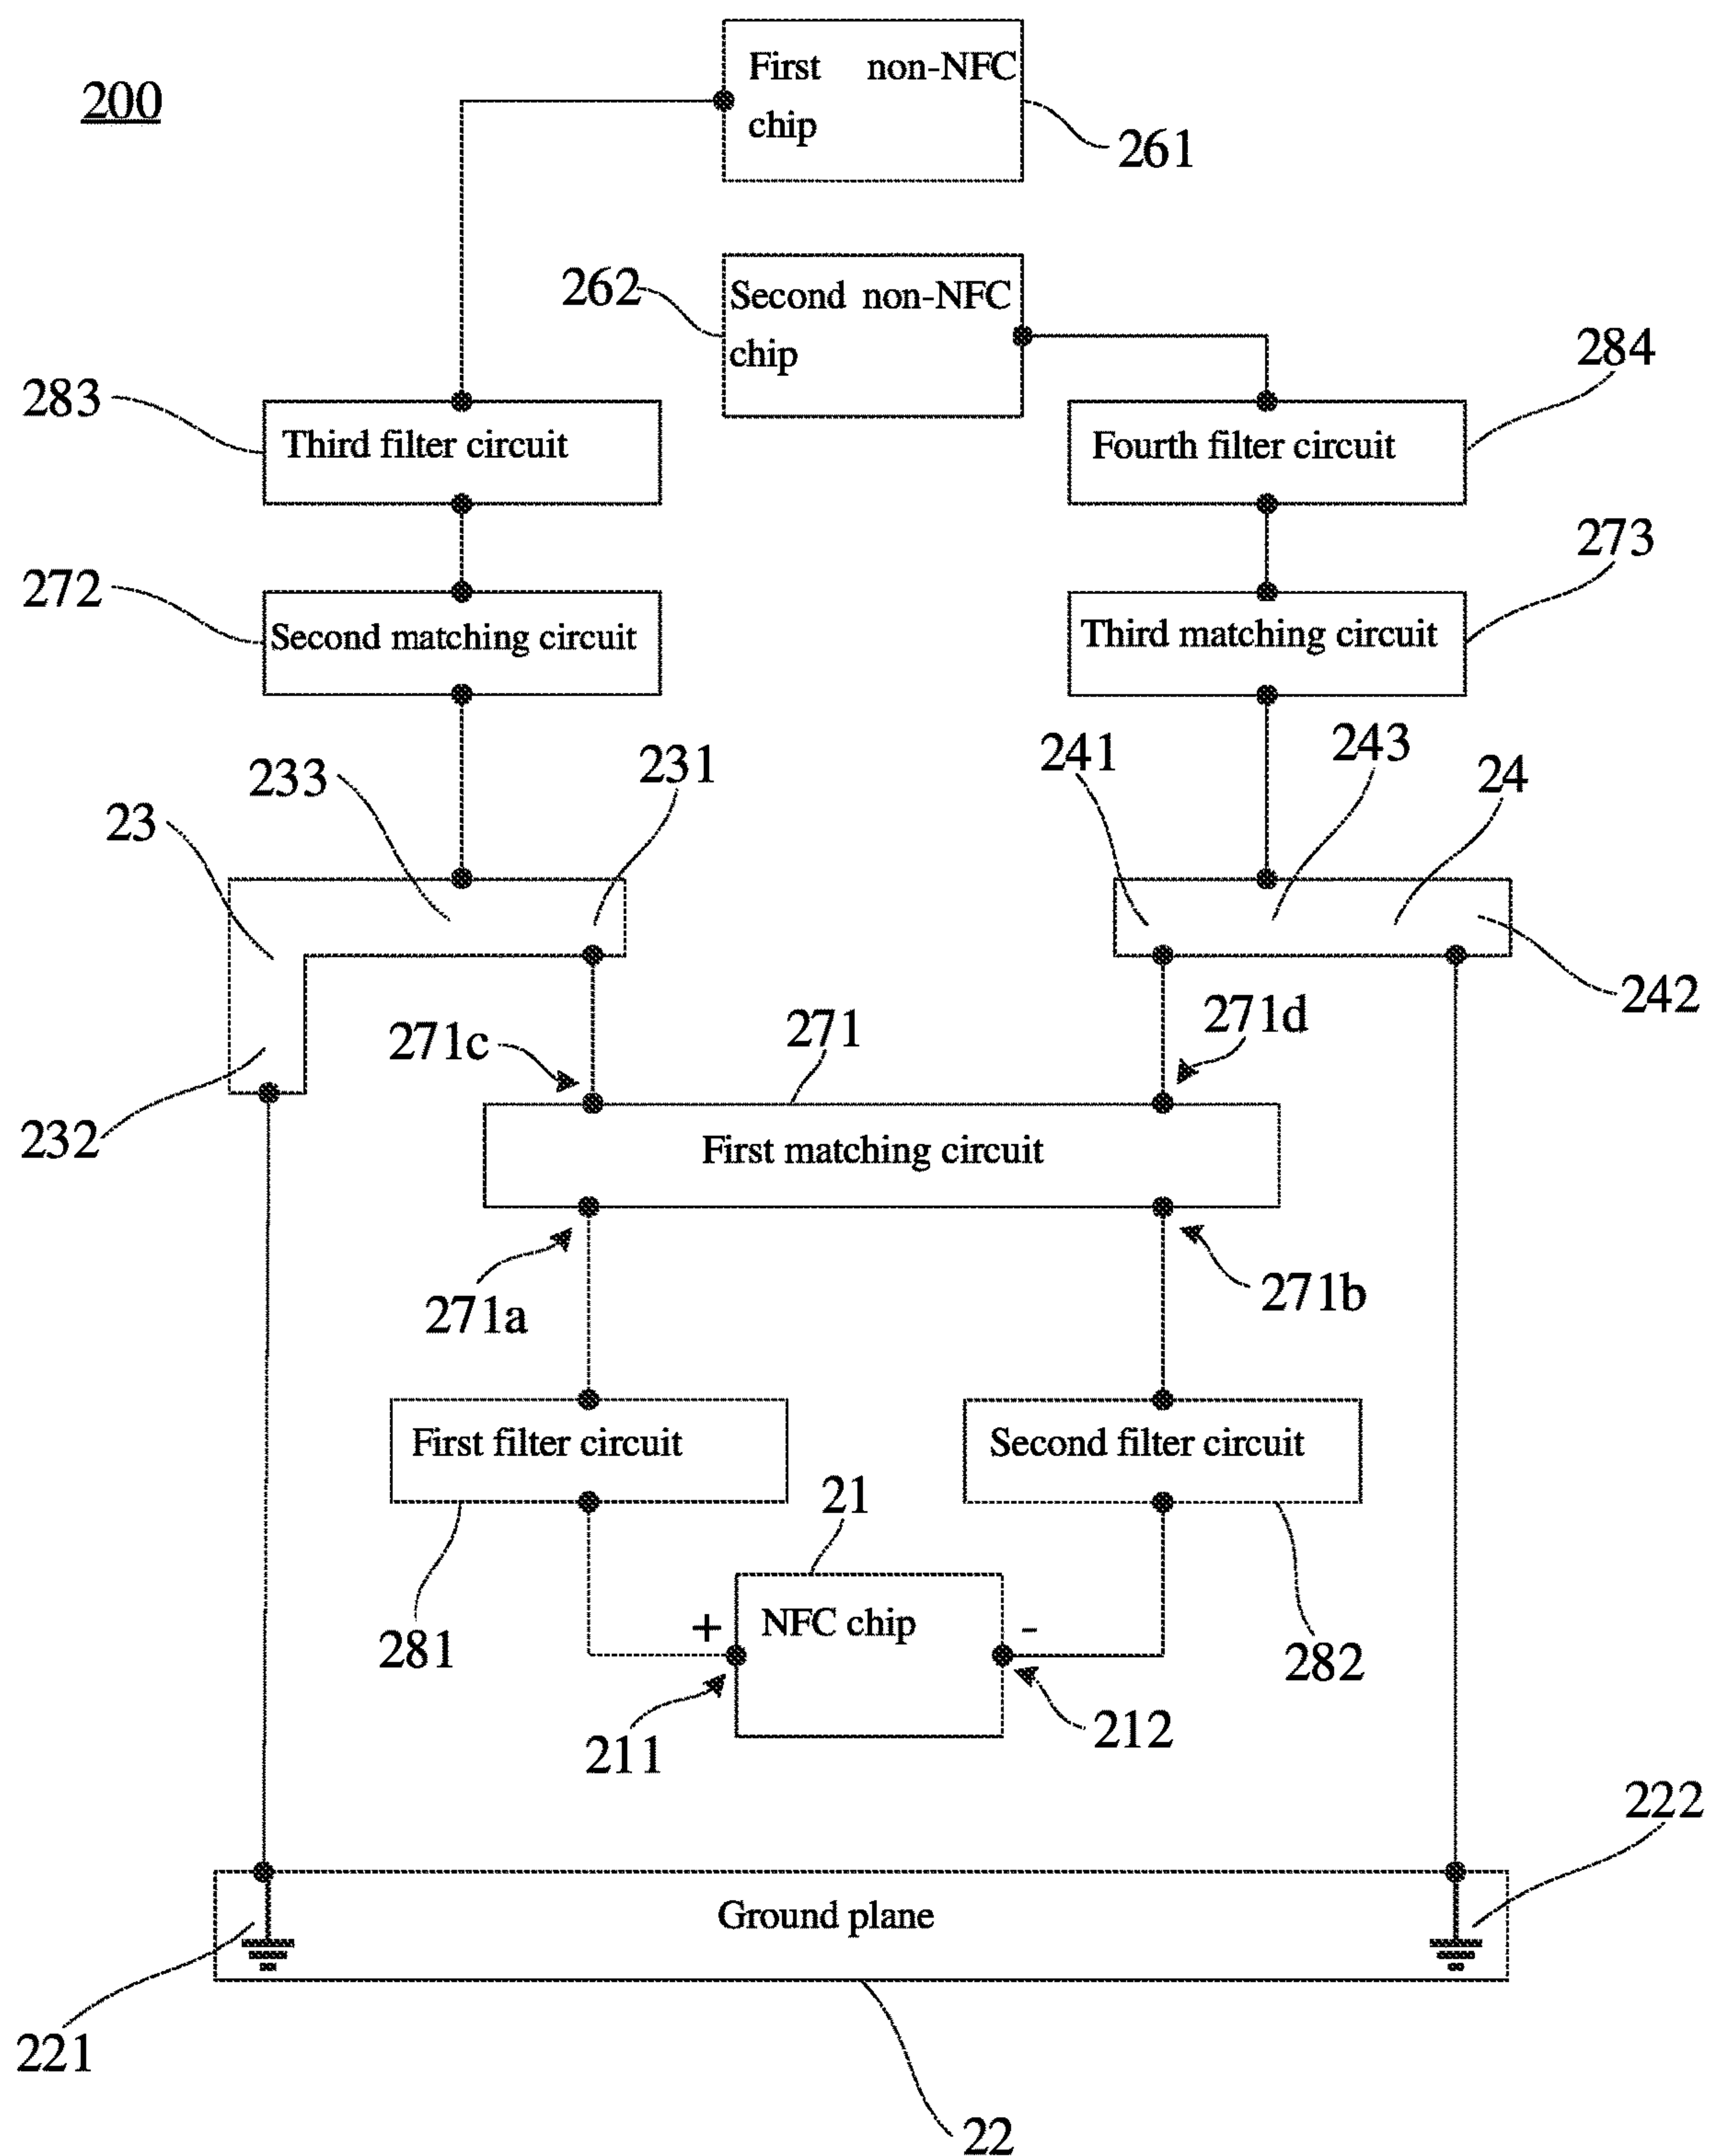 200
First non-NFC
chip
261
262
Second non-NFC
chip
283
284
Third filter circuit
Fourth filter circuit
272
273
Second matching circuit
Third matching circuit
233
231
241
243
24
23
242
271c
271
271d
232
First matching circuit
271a
271b
First filter circuit
Second filter circuit
21
+
NFC chip
-
281
282
211
212
222
Ground plane
221
22